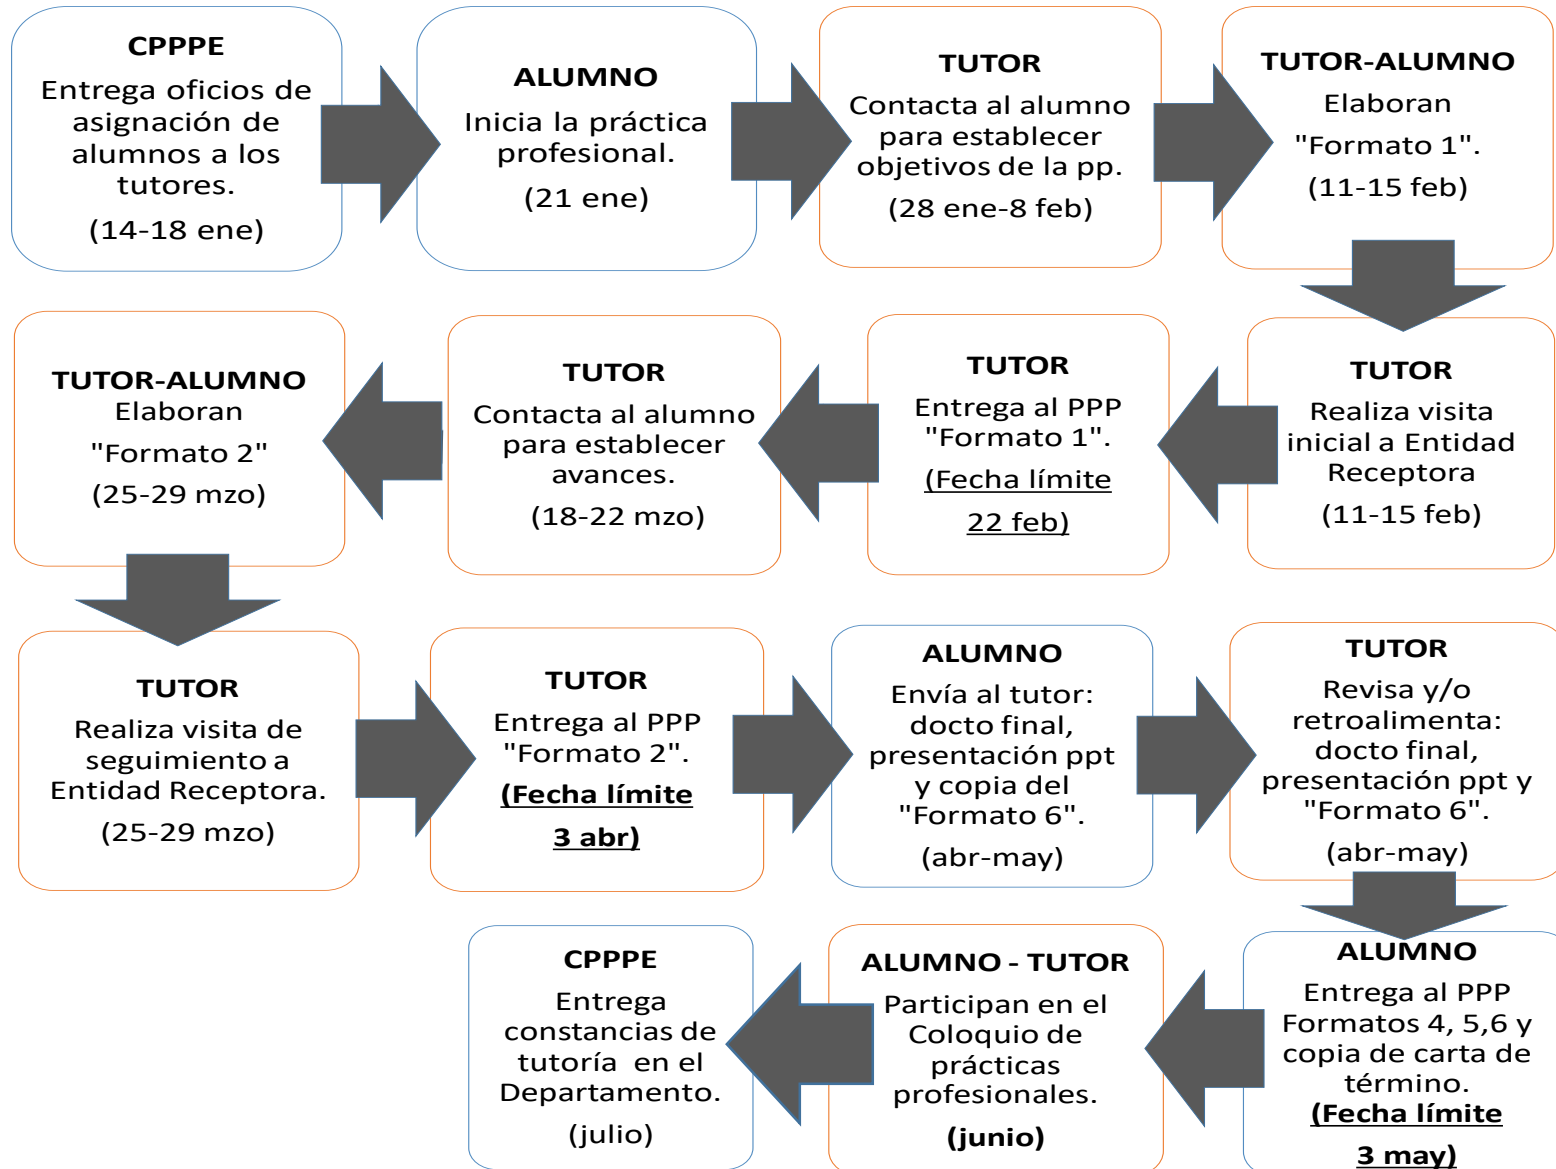 CPPPE
Entrega oficios de
asignación de
alumnos a los
tutores.
(14-18 ene)
ALUMNO
Inicia la práctica
profesional.
(21 ene)
TUTOR
Contacta al alumno
para establecer
objetivos de la pp.
(28 ene-8 feb)
TUTOR-ALUMNO
Elaboran
"Formato 1".
(11-15 feb)
TUTOR
Realiza visita
inicial a Entidad
Receptora
(11-15 feb)
TUTOR
Entrega al PPP
"Formato 1".
(Fecha límite
22 feb)
TUTOR
Contacta al alumno
para establecer
avances.
(18-22 mzo)
TUTOR-ALUMNO
Elaboran
"Formato 2"
(25-29 mzo)
TUTOR
Realiza visita de
seguimiento a
Entidad Receptora.
(25-29 mzo)
TUTOR
Entrega al PPP
"Formato 2".
(Fecha límite
3 abr)
ALUMNO
Envía al tutor:
docto final,
presentación ppt
y copia del
"Formato 6".
(abr-may)
TUTOR
Revisa y/o
retroalimenta:
docto final,
presentación ppt y
"Formato 6".
(abr-may)
ALUMNO
Entrega al PPP
Formatos 4, 5,6 y
copia de carta de
término.
(Fecha límite
3 may)
ALUMNO - TUTOR
Participan en el
Coloquio de
prácticas
profesionales.
(junio)
CPPPE
Entrega
constancias de
tutoría en el
Departamento.
(julio)